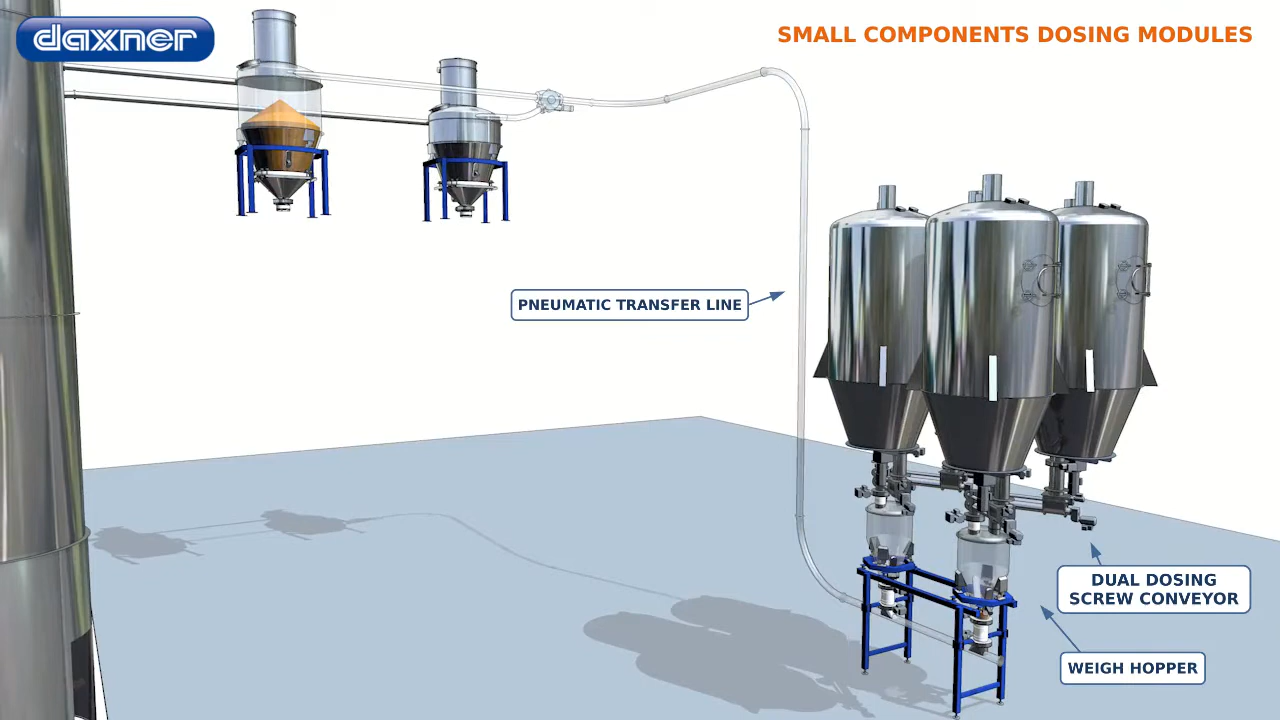 daxner
SMALL COMPONENTS DOSING MODULES
PNEUMATIC TRANSFER LINE
DUAL DOSING
SCREW CONVEYOR
WEIGH HOPPER